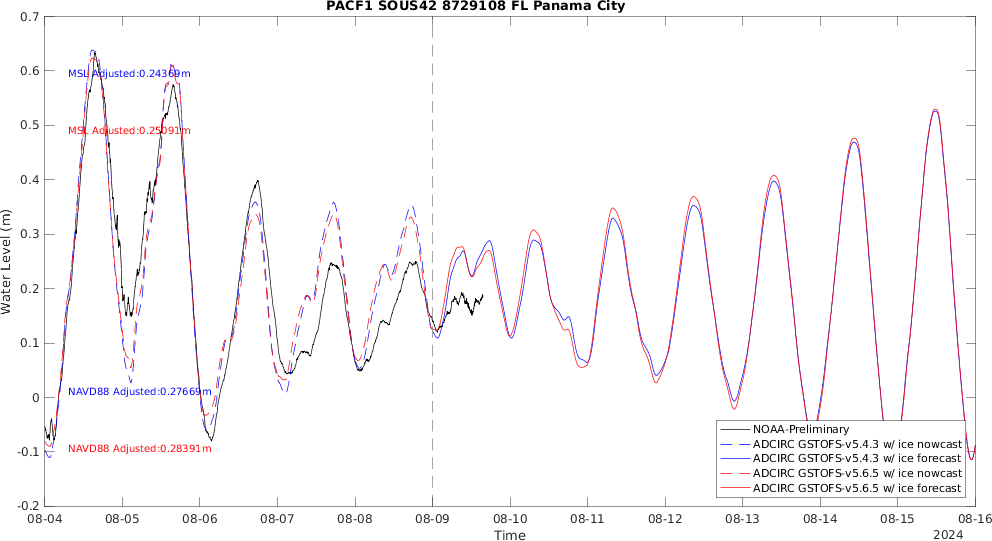 PACF1 SOUS42 8729108 FL Panama City
0.7
0.6
0.5
0.4
0.3
0.2
0.1
0
-0.1
-0.2
Water Level (m)
MSL Adjusted:0.24369m
MSL Adjusted:0.25091m
NAVD88 Adjusted:0.27669m
NAVD88 Adjusted:0.28391m
NOAA-Preliminary
ADCIRC GSTOFS-v5.4.3 w/ ice nowcast
ADCIRC GSTOFS-v5.4.3 w/ ice forecast
ADCIRC GSTOFS-v5.6.5 w/ ice nowcast
ADCIRC GSTOFS-v5.6.5 w/ ice forecast
08-04 08-05 08-06 08-07 08-08 08-09 08-10 08-11 08-12 08-13 08-14 08-15 08-16
Time
2024